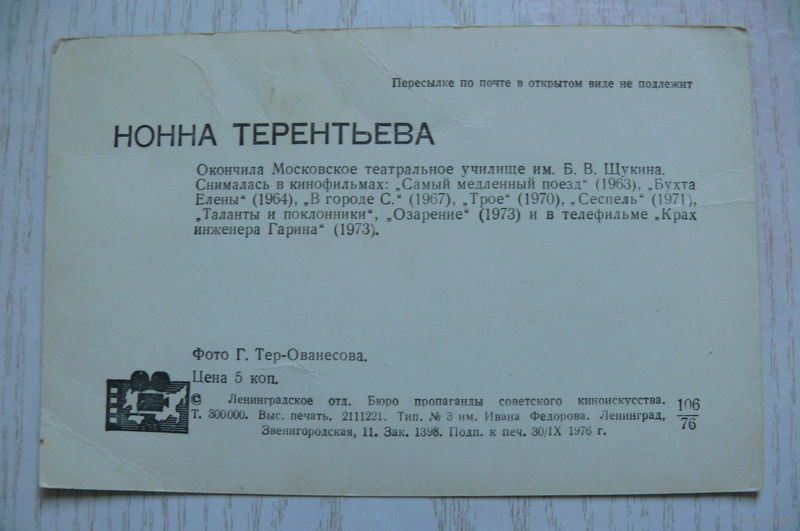 Пересылке по почте в открытом виде не подлежит
НОННА ТЕРЕНТЬЕВА
Окончила Московское театральное училище им. Б. В. Щукина.
Снималась в кинофильмах: „Самый медленный поезд“ (1963), „Бухта
Елены“ (1964), „В городе С.“ (1967), „Трое“ (1970), „Сеспель“ (1971),
„Таланты и поклонники“, „Озарение“ (1973) и в телефильме „Крах
инженера Гарина“ (1973).
Фото Г. Тер-Ованесова.
Цена 5 коп.
© Ленинградское отд. Бюро пропаганды советского киноискусства.
Т. 300000. Выс. печать. 2111221. Тип. № 3 им. Ивана Федорова. Ленинград,
Звенигородская, 11. Зак. 1398. Подп. к печ. 30/IX 1976 г.
106
76